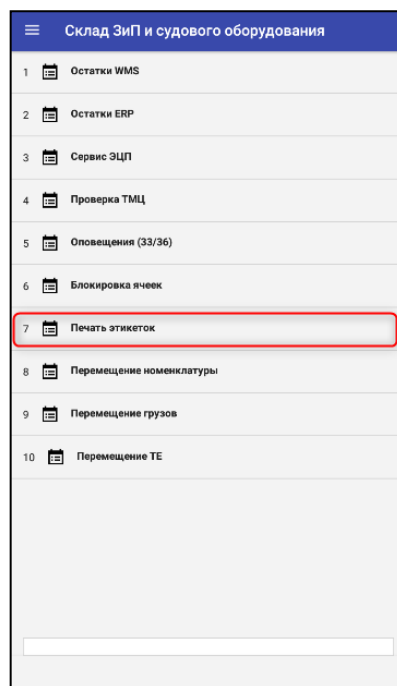 Склад ЗиП и судового оборудования
1 Остатки WMS
2 Остатки ERP
3 Сервис ЭЦП
4 Проверка ТМЦ
5 Оповещения (33/36)
6 Блокировка ячеек
7 Печать этикеток
8 Перемещение номенклатуры
9 Перемещение грузов
10 Перемещение ТЕ